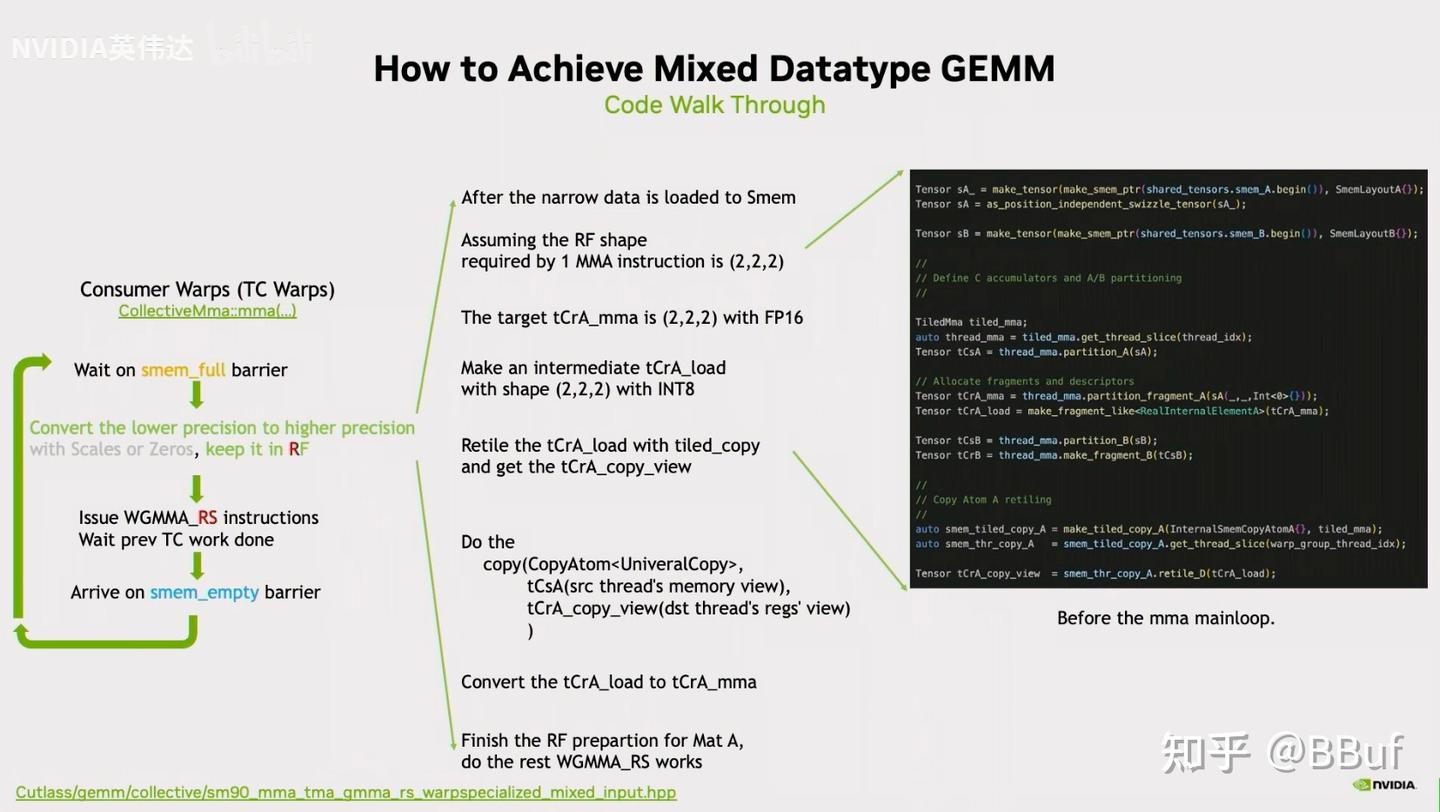 NVIDIA英伟达 bilibili
How to Achieve Mixed Datatype GEMM
Code Walk Through
Consumer Warps (TC Warps)
CollectiveMma::mma(...)
Wait on smem_full barrier
Convert the lower precision to higher precision
with Scales or Zeros, keep it in RF
Issue WGMMA_RS instructions
Wait prev TC work done
Arrive on smem_empty barrier
After the narrow data is loaded to Smem
Assuming the RF shape
required by 1 MMA instruction is (2,2,2)
The target tCrA_mma is (2,2,2) with FP16
Make an intermediate tCrA_load
with shape (2,2,2) with INT8
Retile the tCrA_load with tiled_copy
and get the tCrA_copy_view
Do the
copy(CopyAtom<UniveralCopy>,
tCsA(src thread's memory view),
tCrA_copy_view(dst thread's regs' view)
)
Convert the tCrA_load to tCrA_mma
Finish the RF prepartion for Mat A,
do the rest WGMMA_RS works
Tensor sA_ = make_tensor(make_smem_ptr(shared_tensors.smem_A.begin()), SmemLayoutA{});
Tensor sA = as_position_independent_swizzle_tensor(sA_);
Tensor sB = make_tensor(make_smem_ptr(shared_tensors.smem_B.begin()), SmemLayoutB{});
//
// Define C accumulators and A/B partitioning
//
TiledMma tiled_mma;
auto thread_mma = tiled_mma.get_thread_slice(thread_idx);
Tensor tCsA = thread_mma.partition_A(sA);
// Allocate fragments and descriptors
Tensor tCrA_mma = thread_mma.partition_fragment_A(sA(_,_,Int<0>{}));
Tensor tCrA_load = make_fragment_like<RealInternalElementA>(tCrA_mma);
Tensor tCsB = thread_mma.partition_B(sB);
Tensor tCrB = thread_mma.make_fragment_B(tCsB);
//
// Copy Atom A retiling
//
auto smem_tiled_copy_A = make_tiled_copy_A(InternalSmemCopyAtomA{}, tiled_mma);
auto smem_thr_copy_A = smem_tiled_copy_A.get_thread_slice(warp_group_thread_idx);
Tensor tCrA_copy_view = smem_thr_copy_A.retile_D(tCrA_load);
Before the mma mainloop.
知乎 @BBuf
NVIDIA.
Cutlass/gemm/collective/sm90_mma_tma_gmma_rs_warpspecialized_mixed_input.hpp